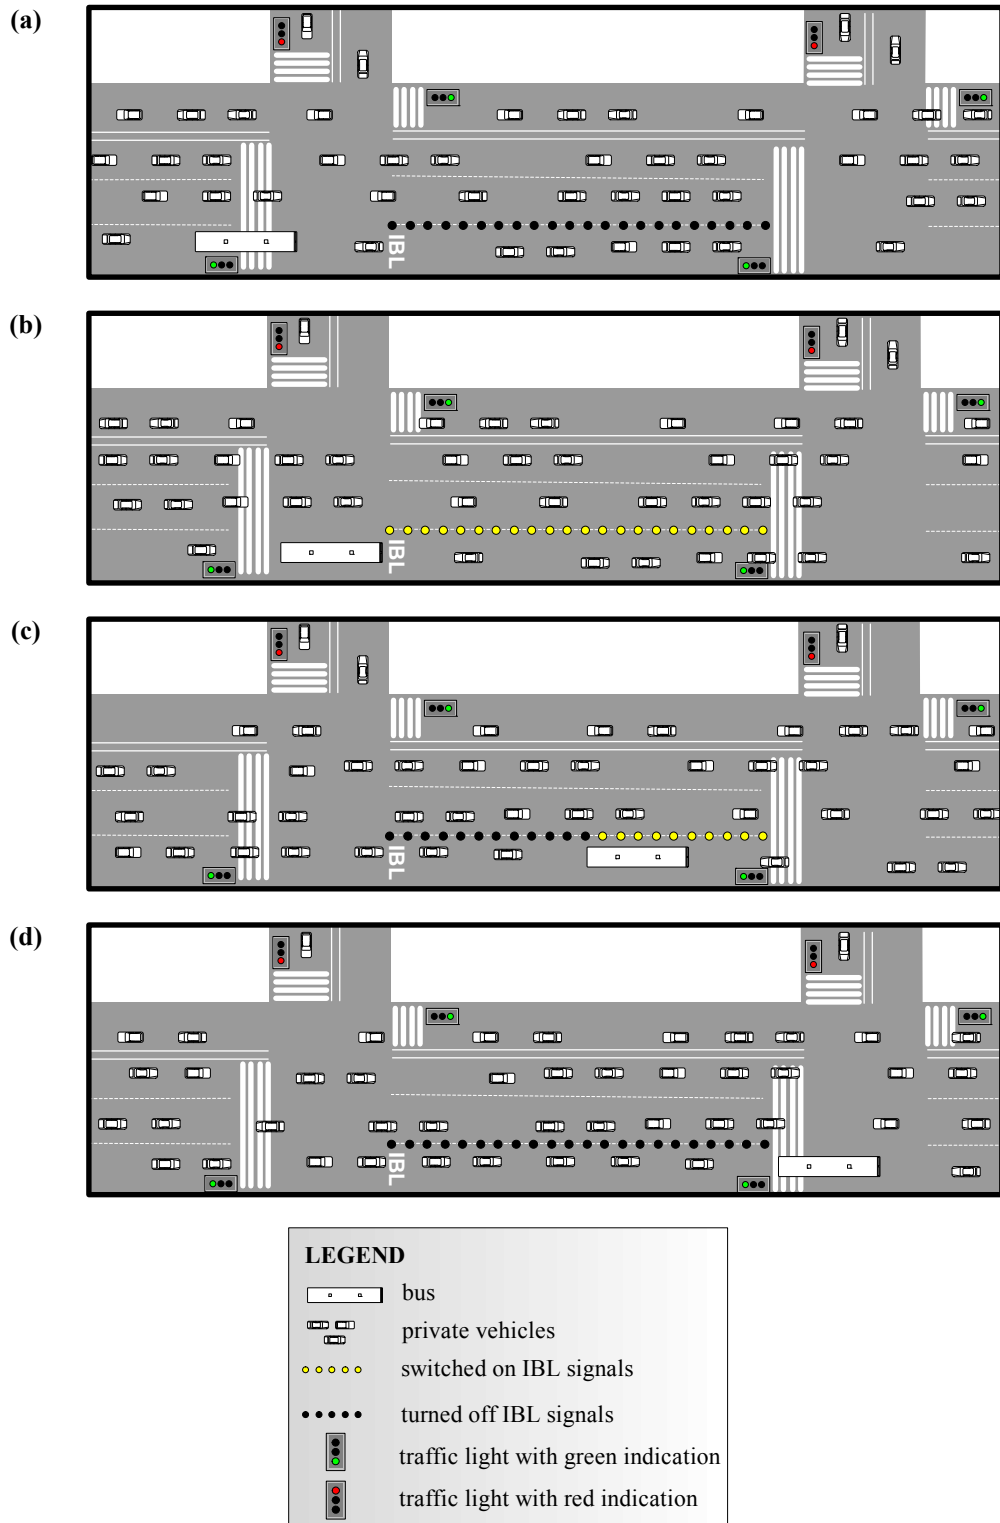 (a)
IBL
(b)
IBL
(c)
IBL
(d)
IBL
LEGEND
bus
private vehicles
switched on IBL signals
turned off IBL signals
traffic light with green indication
traffic light with red indication